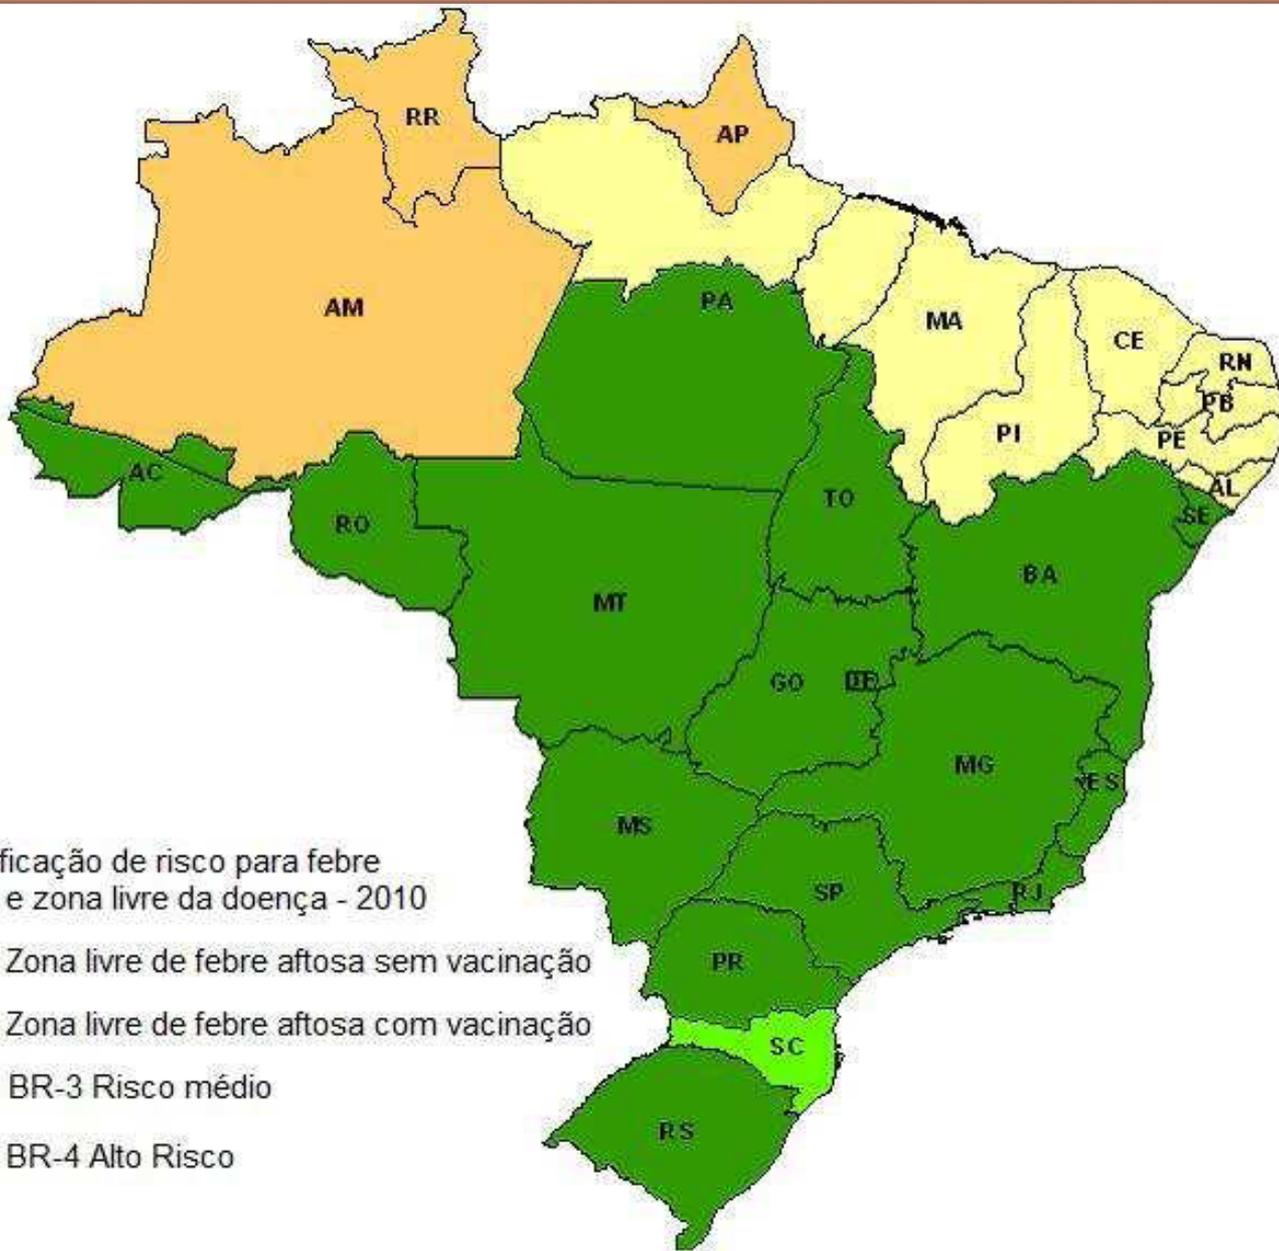 RR
AP
AM
PA
MA
CE
RN
PB
PI
PE
AL
AC
TO
SE
RO
BA
MT
GO
DF
MG
ES
MS
SP
RJ
ficação de risco para febre
e zona livre da doença - 2010
Zona livre de febre aftosa sem vacinação
PR
Zona livre de febre aftosa com vacinação
SC
BR-3 Risco médio
RS
BR-4 Alto Risco